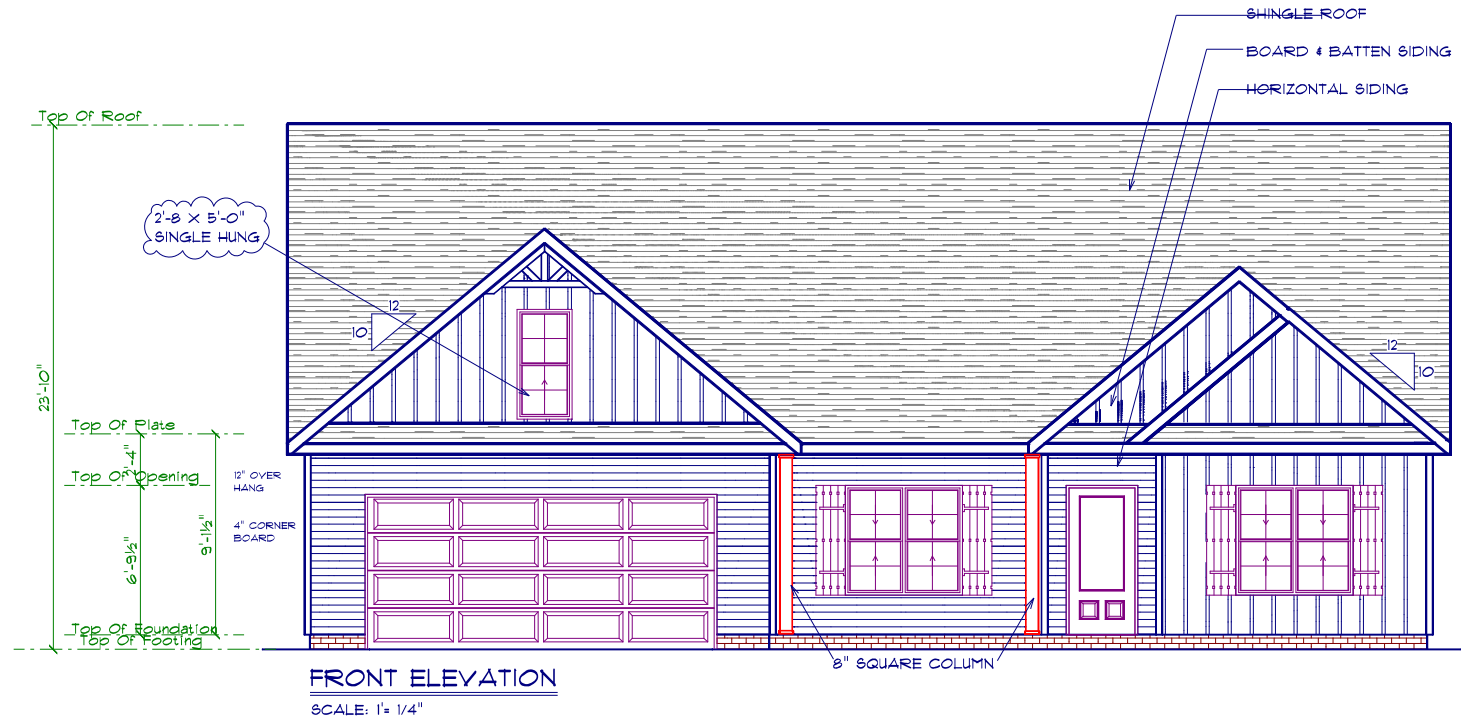 SHINGLE ROOF
BOARD & BATTEN SIDING
HORIZONTAL SIDING
Top Of Roof
2'-8 X 5'-0"
SINGLE HUNG
12
10
12
10
23'-10"
Top Of Plate
2'-4"
Top Of Opening
12" OVER
HANG
4" CORNER
BOARD
9'-1½"
6'-9½"
Top Of Foundation
Top Of Footing
8" SQUARE COLUMN
FRONT ELEVATION
SCALE: 1'= 1/4"